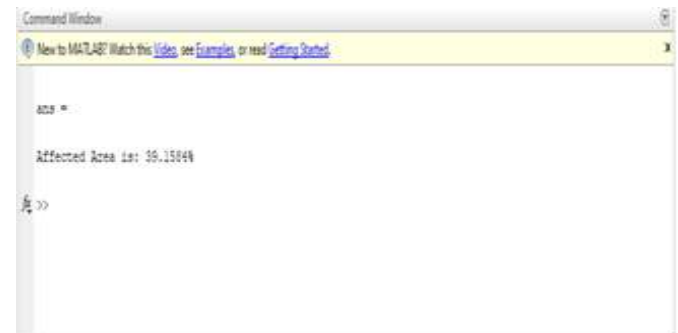 Command Window
New to MATLAB? Watch this Video, see Examples, or read Getting Started.
x
ans =
Affected Area is: 39.1584%
fx >>